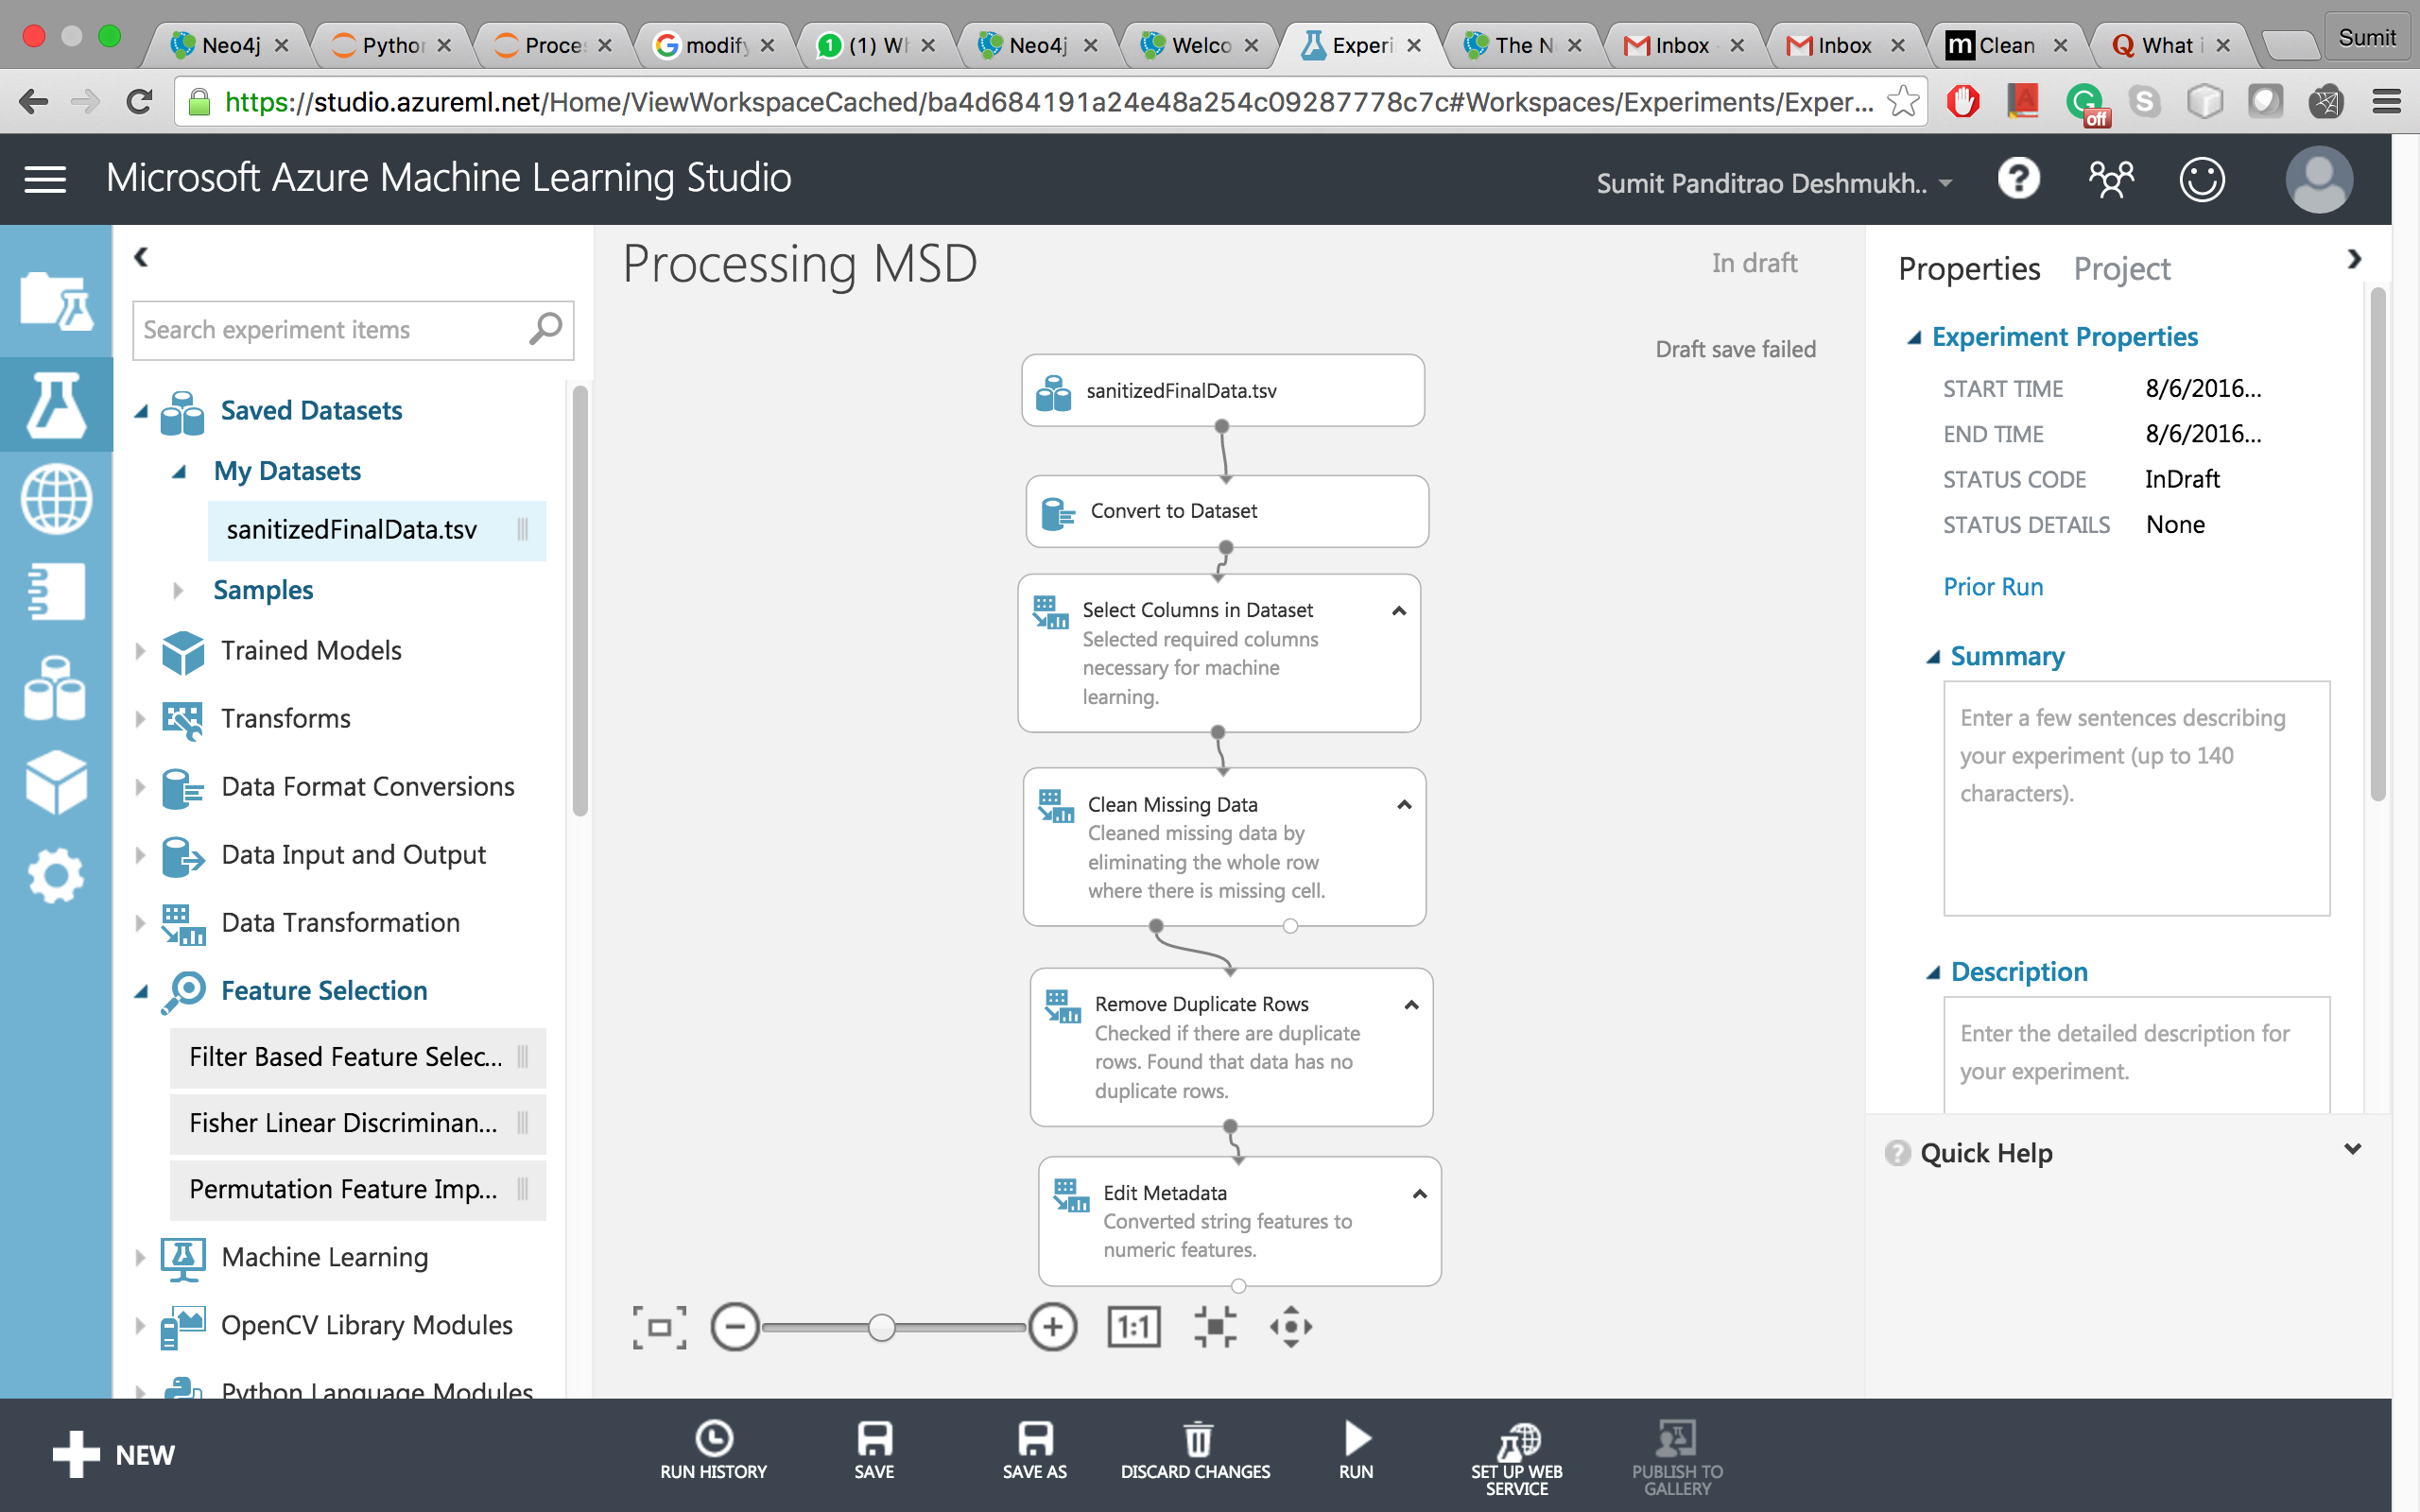 Neo4j
Pythor
Proce
modify
(1) Wh
Neo4j
Welco
Experi
The N
Inbox
Inbox
Clean
What i
Sumit
https://studio.azureml.net/Home/ViewWorkspaceCached/ba4d684191a24e48a254c09287778c7c#Workspaces/Experiments/Exper...
off
Microsoft Azure Machine Learning Studio
Sumit Panditrao Deshmukh..
Search experiment items
Saved Datasets
My Datasets
sanitizedFinalData.tsv
Samples
Trained Models
Transforms
Data Format Conversions
Data Input and Output
Data Transformation
Feature Selection
Filter Based Feature Selec...
Fisher Linear Discriminan...
Permutation Feature Imp...
Machine Learning
OpenCV Library Modules
Python Language Modules
Processing MSD
In draft
Draft save failed
sanitizedFinalData.tsv
Convert to Dataset
Select Columns in Dataset
Selected required columns
necessary for machine
learning.
Clean Missing Data
Cleaned missing data by
eliminating the whole row
where there is missing cell.
Remove Duplicate Rows
Checked if there are duplicate
rows. Found that data has no
duplicate rows.
Edit Metadata
Converted string features to
numeric features.
1:1
Properties Project
Experiment Properties
START TIME 8/6/2016...
END TIME 8/6/2016...
STATUS CODE InDraft
STATUS DETAILS None
Prior Run
Summary
Enter a few sentences describing
your experiment (up to 140
characters).
Description
Enter the detailed description for
your experiment.
Quick Help
NEW
RUN HISTORY
SAVE
SAVE AS
DISCARD CHANGES
RUN
SET UP WEB
SERVICE
PUBLISH TO
GALLERY